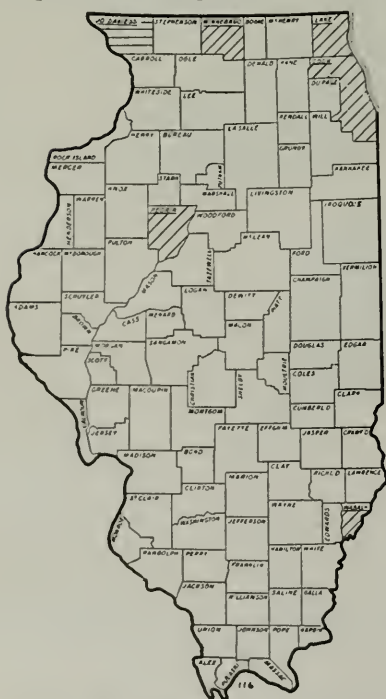 JO DAVIESS STEPHENSON WINNEBAGO BOONE McHENRY LAKE
CARROLL OGLE DEKALB KANE COOK
DUPAGE
WHITESIDE LEE
KENDALL WILL
HENRY BUREAU LASALLE
GRUNDY
ROCK ISLAND
MERCER STARK PUTNAM KANKAKEE
KNOX MARSHALL LIVINGSTON
WARREN HENDERSON PEORIA WOODFORD IROQUOIS
HANCOCK McDONOUGH FULTON TAZEWELL McLEAN FORD
MASON VERMILION
SCHUYLER LOGAN DEWITT CHAMPAIGN
ADAMS BROWN CASS MENARD PIATT
MACON
PIKE MORGAN SANGAMON DOUGLAS EDGAR
SCOTT MOULTRIE COLES
CHRISTIAN SHELBY
GREENE MACOUPIN CLARK
CALHOUN MONTGOM CUMBERLD
JERSEY
FAYETTE EFFGHM JASPER CRAWFD
MADISON BOND
CLAY
MARION RICHLD LAWRENCE
CLINTON
ST CLAIR WAYNE WABASH
WASHINGTON JEFFERSON EDWARDS
MONROE
RANDOLPH PERRY HAMILTON WHITE
FRANKLIN
JACKSON
WILLIAMSON SALINE GALLA
UNION JOHNSON POPE HARDIN
ALEX PULASKI MASSAC
116